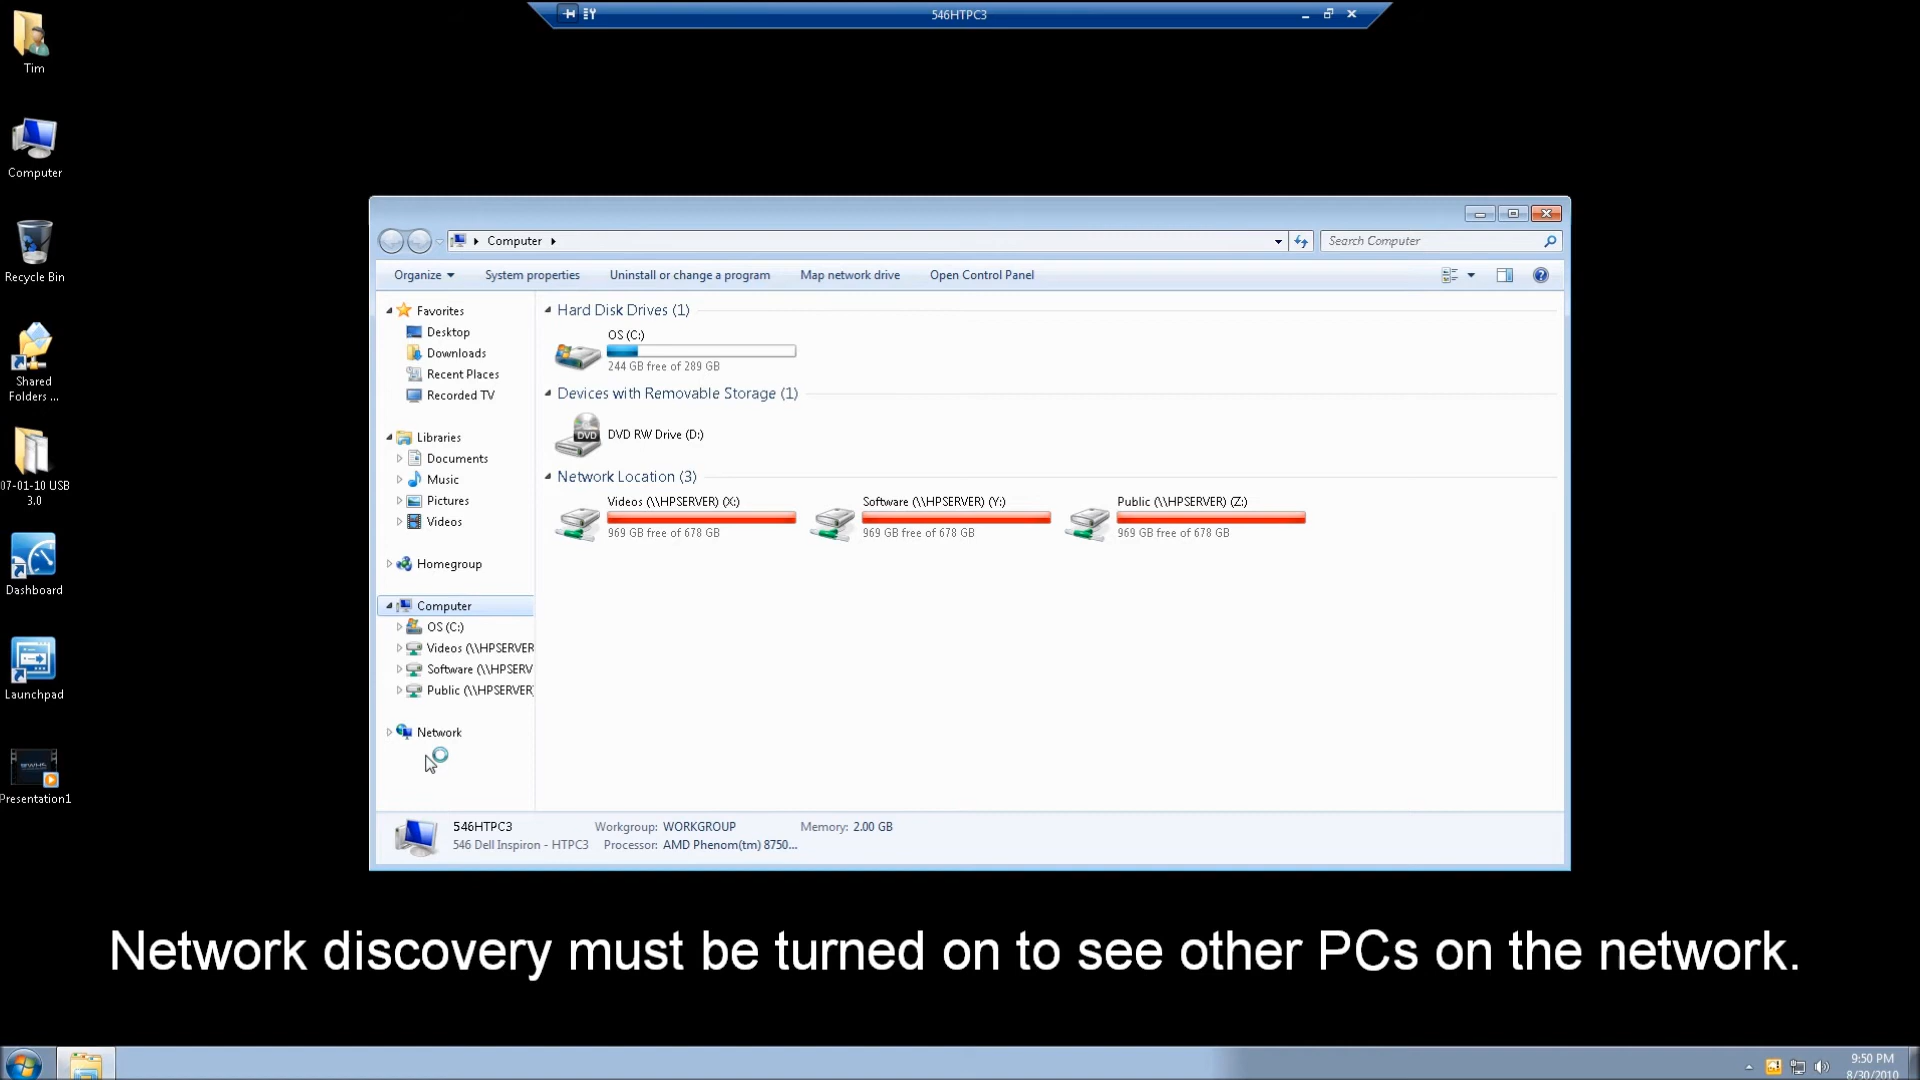 546HTPC3
Tim
Computer
Recycle Bin
Shared
Folders ...
07-01-10 USB
3.0
Dashboard
Launchpad
Presentation1
Computer
Search Computer
Organize
System properties
Uninstall or change a program
Map network drive
Open Control Panel
Favorites
Desktop
Downloads
Recent Places
Recorded TV
Libraries
Documents
Music
Pictures
Videos
Homegroup
Computer
OS (C:)
Videos (\\HPSERVER
Software (\\HPSERV
Public (\\HPSERVER)
Network
Hard Disk Drives (1)
OS (C:)
244 GB free of 289 GB
Devices with Removable Storage (1)
DVD
DVD RW Drive (D:)
Network Location (3)
Videos (\\HPSERVER) (X:)
969 GB free of 678 GB
Software (\\HPSERVER) (Y:)
969 GB free of 678 GB
Public (\\HPSERVER) (Z:)
969 GB free of 678 GB
546HTPC3 Workgroup: WORKGROUP Memory: 2.00 GB
546 Dell Inspiron - HTPC3 Processor: AMD Phenom(tm) 8750...
Network discovery must be turned on to see other PCs on the network.
9:50 PM
8/30/2010